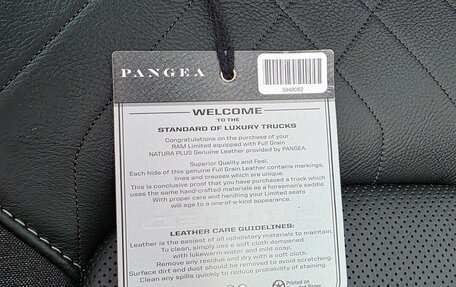 PANGEA
5948082
WELCOME
TO THE
STANDARD OF LUXURY TRUCKS
Congratulations on the purchase of your
RAM Limited equipped with Full Grain
NATURA PLUS Genuine Leather provided by PANGEA.
Superior Quality and Feel.
Each hide of this genuine Full Grain Leather contains markings,
lines and creases which are unique.
This is conclusive proof that you have purchased a truck which
uses the same hand-crafted materials as a horseman's saddle.
With proper care and handling your Limited seats
will age to a one-of-a-kind appearance.
LEATHER CARE GUIDELINES:
Leather is the easiest of all upholstery materials to maintain.
To clean, simply use a soft cloth dampened
with lukewarm water and mild soap.
Remove any residue and dry with a soft cloth.
Surface dirt and dust should be removed to avoid scratching.
Clean any spills quickly to reduce probability of staining.
Printed on
Recycled Paper